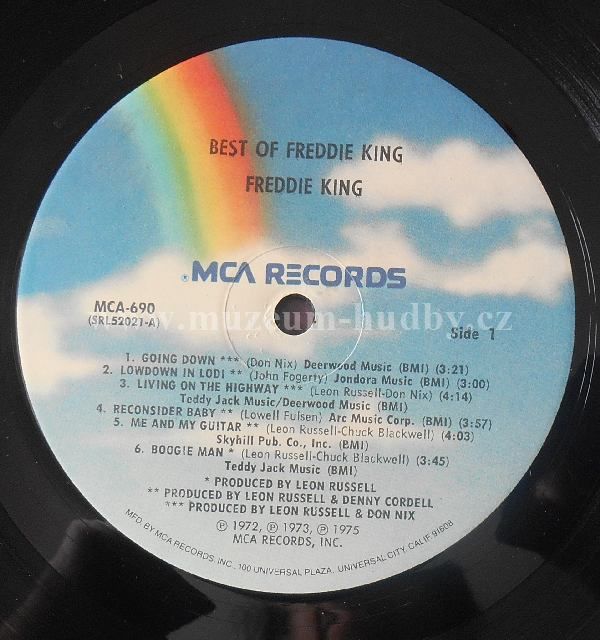 BEST OF FREDDIE KING
FREDDIE KING
® MCA RECORDS
MCA-690
(SRL52021-A)
www.muzeum-hudby.cz
Side 1
1. GOING DOWN *** (Don Nix) Deerwood Music (BMI) (3:21)
2. LOWDOWN IN LODI ** (John Fogerty) Jondora Music (BMI) (3:00)
3. LIVING ON THE HIGHWAY *** (Leon Russell-Don Nix) (4:14)
Teddy Jack Music/Deerwood Music (BMI)
4. RECONSIDER BABY ** (Lowell Fulsen) Arc Music Corp. (BMI) (3:57)
5. ME AND MY GUITAR ** (Leon Russell-Chuck Blackwell) (4:03)
Skyhill Pub. Co., Inc. (BMI)
6. BOOGIE MAN * (Leon Russell-Chuck Blackwell) (3:45)
Teddy Jack Music (BMI)
* PRODUCED BY LEON RUSSELL
** PRODUCED BY LEON RUSSELL & DENNY CORDELL
*** PRODUCED BY LEON RUSSELL & DON NIX
℗ 1972, ℗ 1973, ℗ 1975
MCA RECORDS, INC.
MFD. BY MCA RECORDS, INC., 100 UNIVERSAL PLAZA, UNIVERSAL CITY, CALIF. 91608